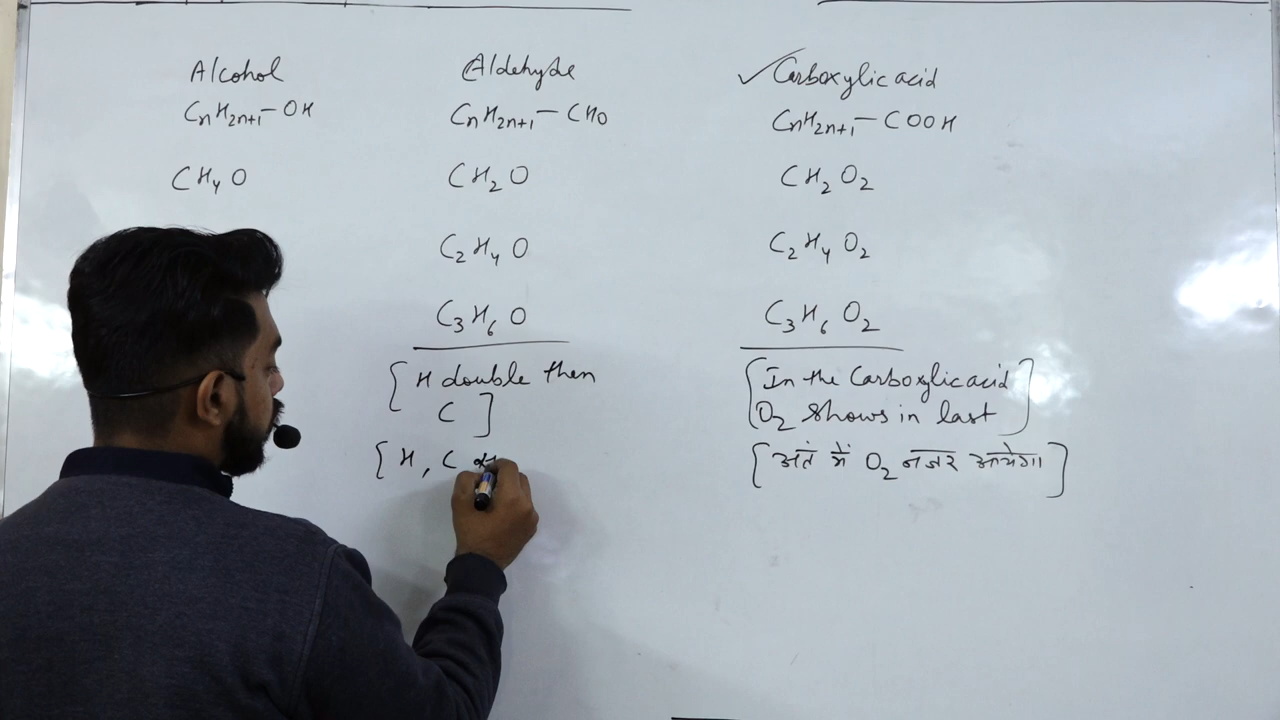 Alcohol
CnH2n+1-OH
CH4O
Aldehyde
CnH2n+1-CHO
CH2O
C2H4O
C3H6O
[H double then
C]
[H, C
✓Carboxylic acid
CnH2n+1-COOH
CH2O2
C2H4O2
C3H6O2
[In the Carboxylic acid
O2 shows in last]
[अतं में O2 नजर आयेगा]